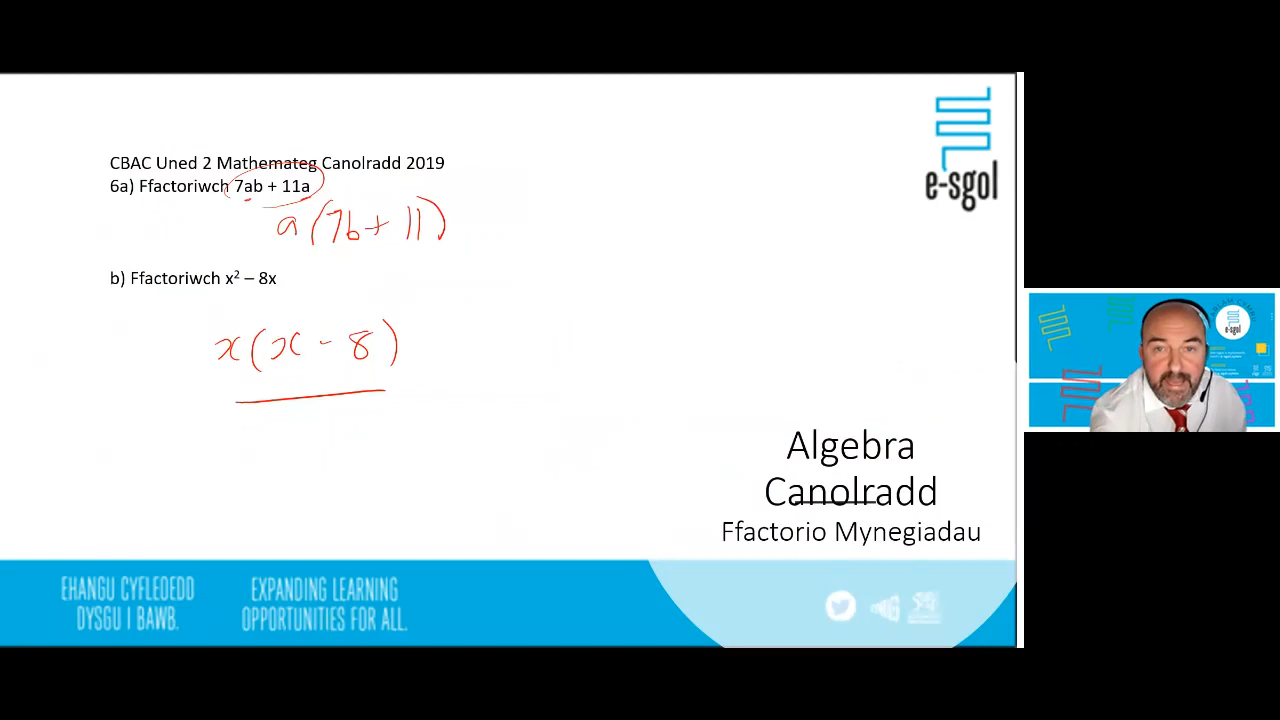 CBAC Uned 2 Mathemateg Canolradd 2019
6a) Ffactoriwch 7ab + 11a
a(7b+ 11)
b) Ffactoriwch x² – 8x
x(x - 8)
e-sgol
e-sgol
Algebra
Canolradd
Ffactorio Mynegiadau
EHANGU CYFLEOEDD
DYSGU I BAWB.
EXPANDING LEARNING
OPPORTUNITIES FOR ALL.